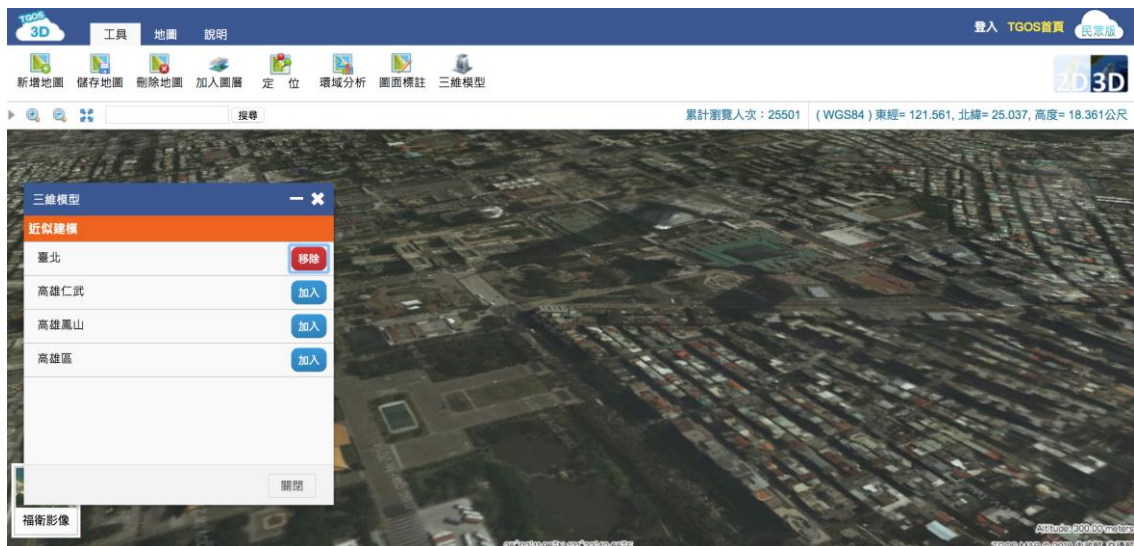 TGOS
3D
工具 地圖 說明
登入 TGOS首頁 民眾版
新增地圖 儲存地圖 刪除地圖 加入圖層 定 位 環域分析 圖面標註 三維模型
2D 3D
搜尋
累計瀏覽人次：25501 ( WGS84 ) 東經= 121.561, 北緯= 25.037, 高度= 18.361公尺
三維模型
近似建模
臺北 移除
高雄仁武 加入
高雄鳳山 加入
高雄區 加入
關閉
福衛影像
Altitude: 300.00 meters